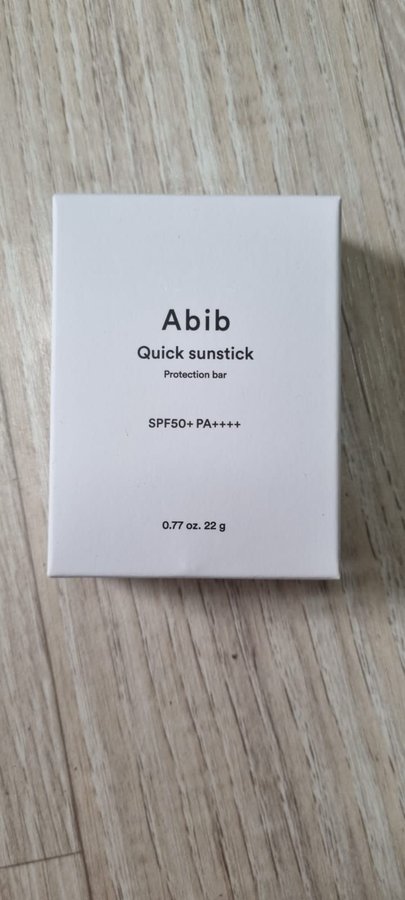 Abib
Quick sunstick
Protection bar
SPF50+ PA++++
0.77 oz. 22 g